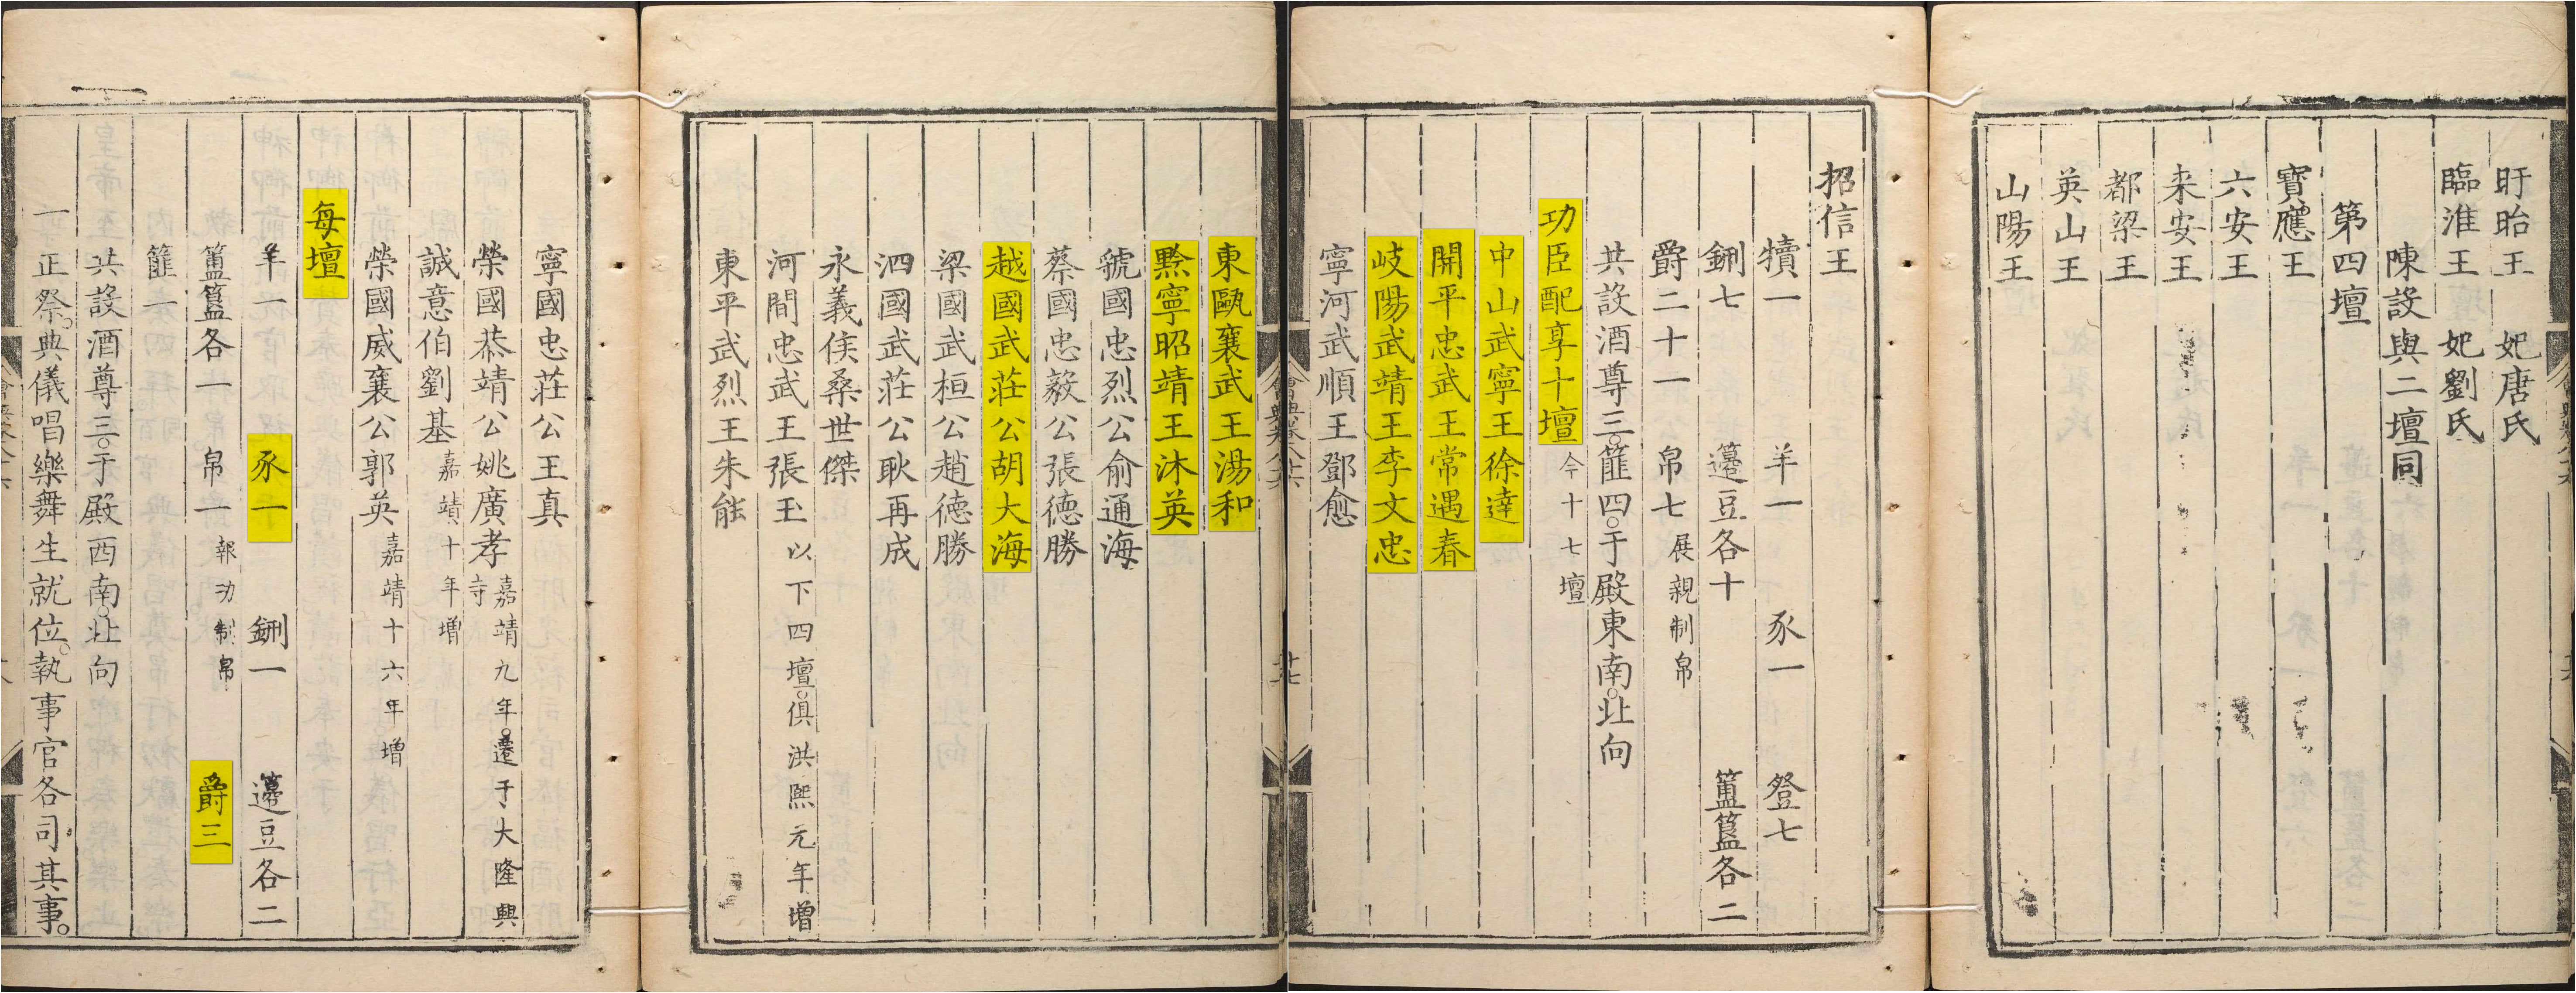 盱眙王　妃唐氏
臨淮王　妃劉氏
陳設與二壇同
第四壇
寶應王
六安王
来安王
都梁王
英山王
山陽王
招信王
犢一　羊一　豕一　登七
鉶七　籩豆各十　簠簋各二
爵二十一　帛七展親制帛
共設酒尊三○篚四○于殿東南○北向
功臣配享十壇今十七壇
中山武寧王徐達
開平忠武王常遇春
岐陽武靖王李文忠
寧河武順王鄧愈
會典卷八十六
十七
東甌襄武王湯和
黔寧昭靖王沐英
虢國忠烈公俞通海
蔡國忠毅公張德勝
越國武莊公胡大海
梁國武桓公趙德勝
泗國武莊公耿再成
永義侯桑世傑
河間忠武王張玉以下四壇○俱洪熙元年增
東平武烈王朱能
寧國忠莊公王真
榮國恭靖公姚廣孝嘉靖九年○遷于大隆興寺
誠意伯劉基嘉靖十年增
榮國威襄公郭英嘉靖十六年增
每壇
羊一　豕一　鉶一　籩豆各二
簠簋各一　帛一報功制帛　爵三
篚一
共設酒尊三○于殿西南○北向
一正祭○典儀唱樂舞生就位○執事官各司其事○